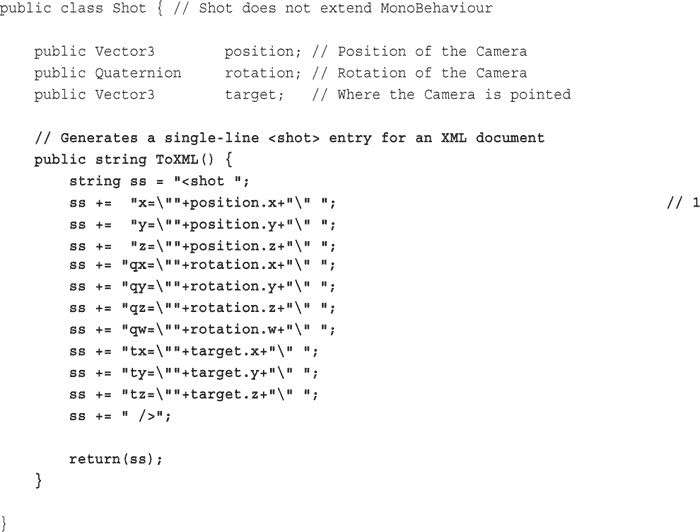 public class Shot { // Shot does not extend MonoBehaviour
public Vector3 position; // Position of the Camera
public Quaternion rotation; // Rotation of the Camera
public Vector3 target; // Where the Camera is pointed
// Generates a single-line <shot> entry for an XML document
public string ToXML() {
string ss = "<shot ";
ss += "x=\""+position.x+"\" "; // 1
ss += "y=\""+position.y+"\" ";
ss += "z=\""+position.z+"\" ";
ss += "qx=\""+rotation.x+"\" ";
ss += "qy=\""+rotation.y+"\" ";
ss += "qz=\""+rotation.z+"\" ";
ss += "qw=\""+rotation.w+"\" ";
ss += "tx=\""+target.x+"\" ";
ss += "ty=\""+target.y+"\" ";
ss += "tz=\""+target.z+"\" ";
ss += " />";
return(ss);
}
}